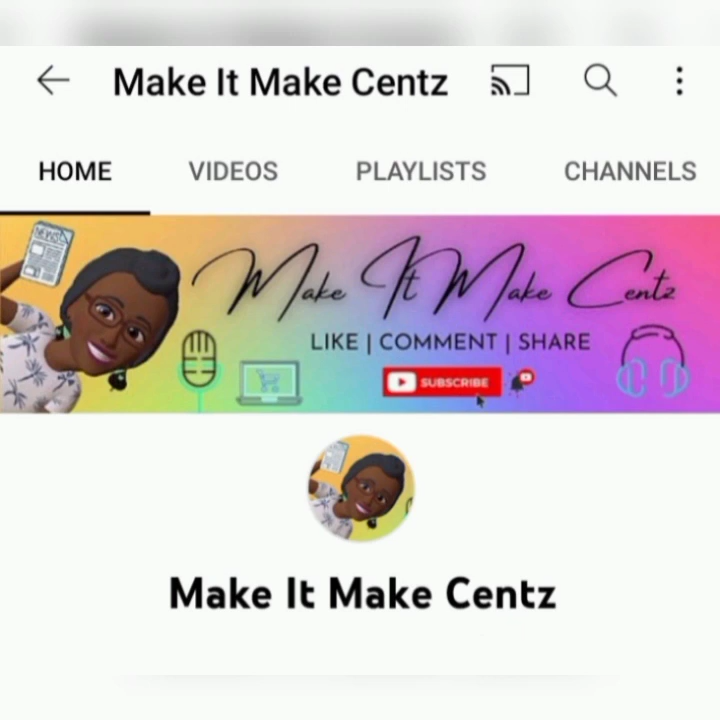 Make It Make Centz
HOME VIDEOS PLAYLISTS CHANNELS
NEWS
Make It Make Centz
LIKE | COMMENT | SHARE
SUBSCRIBE
Make It Make Centz